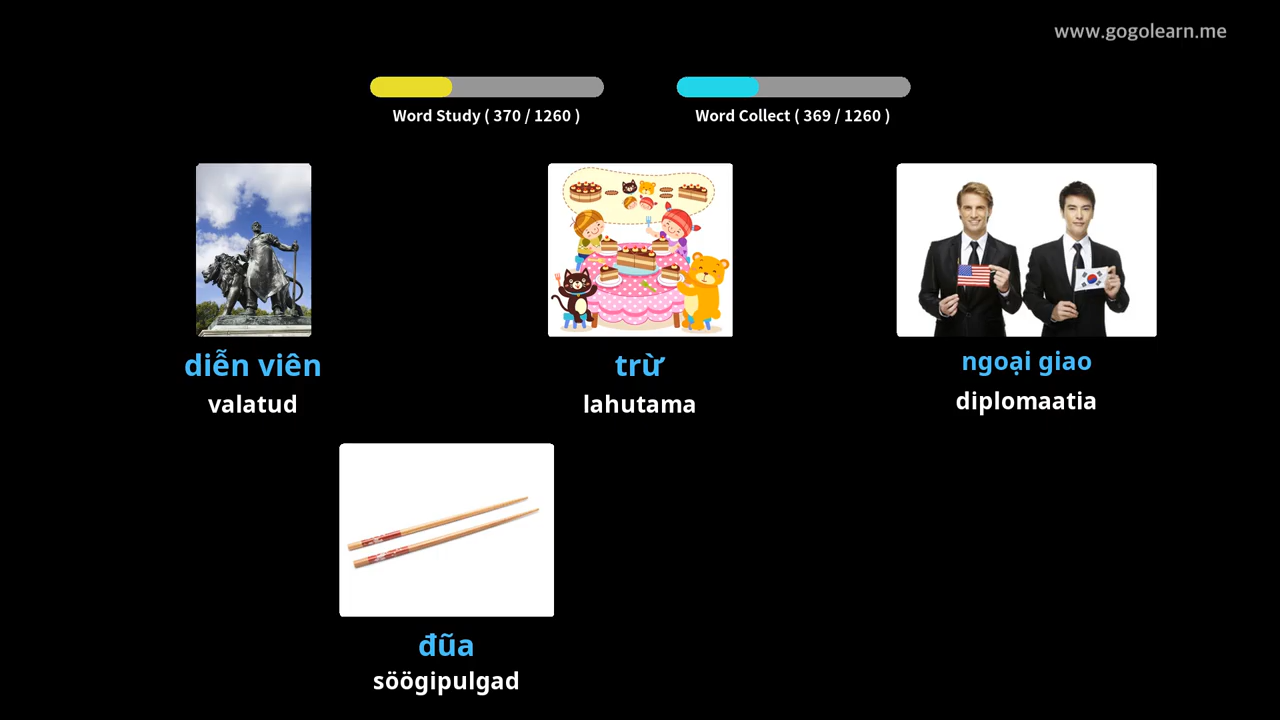 www.gogolearn.me
Word Study ( 370 / 1260 )
Word Collect ( 369 / 1260 )
diễn viên
valatud
trừ
lahutama
ngoại giao
diplomaatia
đũa
söögipulgad